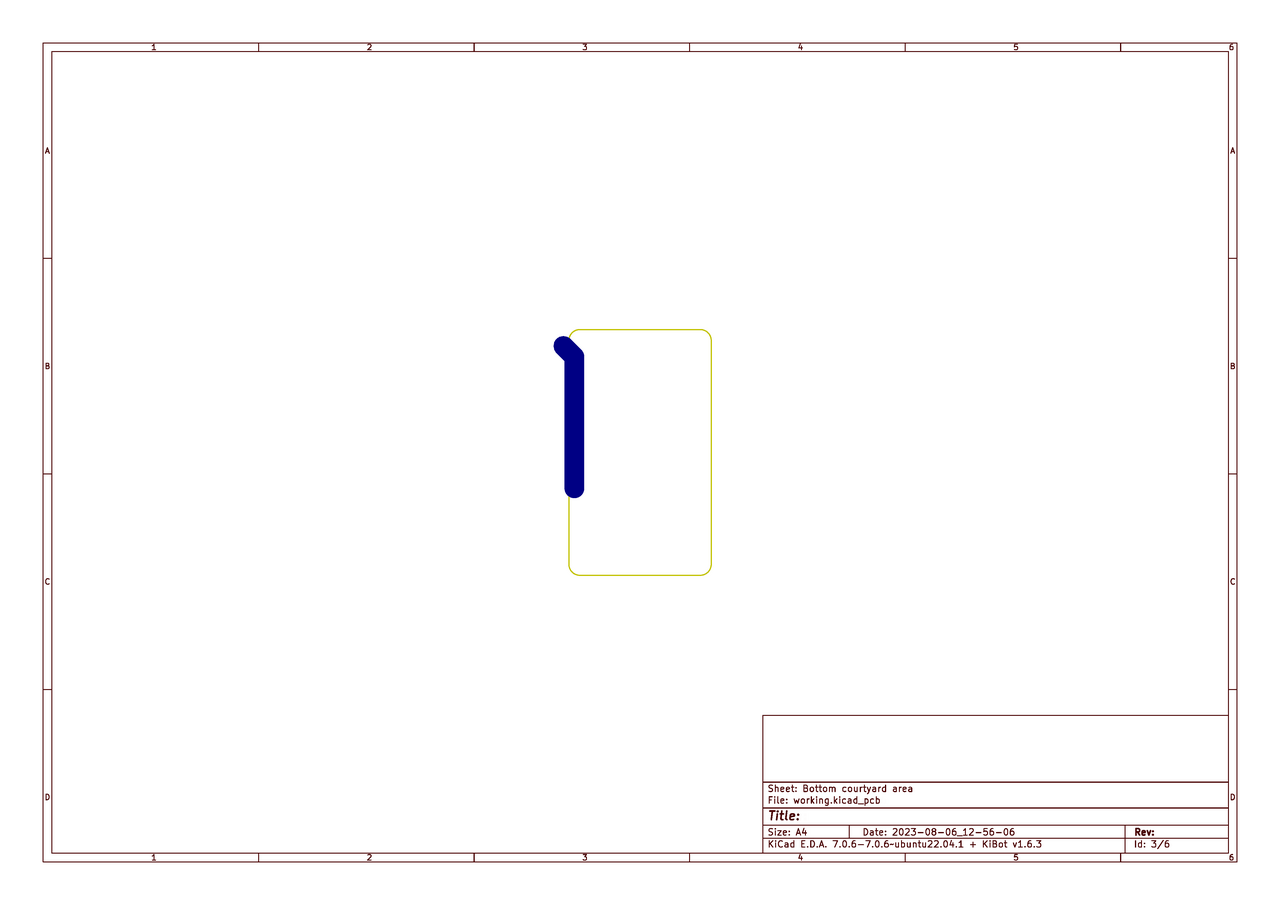 1 2 3 4 5 6
A A
B B
C C
D D
Sheet: Bottom courtyard area
File: working.kicad_pcb
Title:
Size: A4 Date: 2023-08-06_12-56-06 Rev:
KiCad E.D.A. 7.0.6-7.0.6~ubuntu22.04.1 + KiBot v1.6.3 Id: 3/6
1 2 3 4 5 6